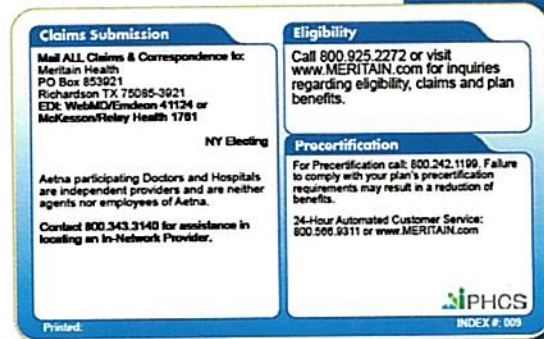 Claims Submission
Mail ALL Claims & Correspondence to:
Meritain Health
PO Box 853921
Richardson TX 75085-3921
EDI: WebMD/Emdeon 41124 or
McKesson/Relay Health 1761
NY Electing
Aetna participating Doctors and Hospitals
are independent providers and are neither
agents nor employees of Aetna.
Contact 800.343.3140 for assistance in
locating an In-Network Provider.
Printed:
Eligibility
Call 800.925.2272 or visit
www.MERITAIN.com for inquiries
regarding eligibility, claims and plan
benefits.
Precertification
For Precertification call: 800.242.1199. Failure
to comply with your plan's precertification
requirements may result in a reduction of
benefits.
24-Hour Automated Customer Service:
800.566.9311 or www.MERITAIN.com
PHCS
INDEX #: 009